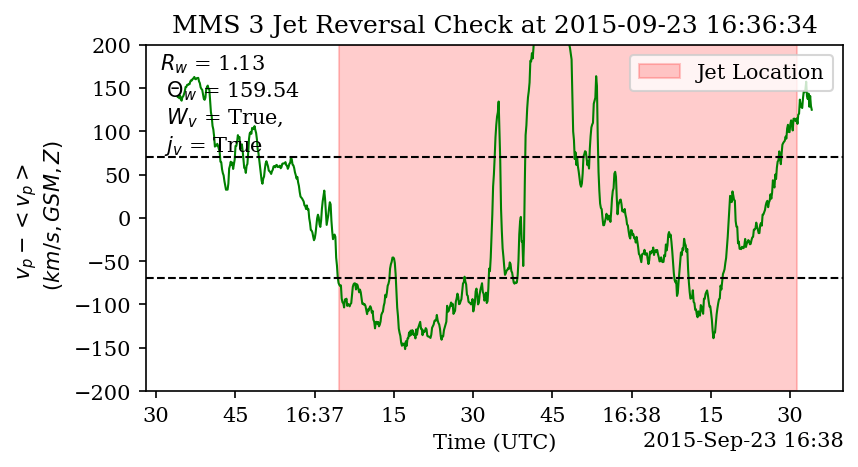 MMS 3 Jet Reversal Check at 2015-09-23 16:36:34
R_w = 1.13
Θ_w = 159.54
W_v = True,
j_v = True
Jet Location
v_p − < v_p >
(km/s, GSM, Z)
200
150
100
50
0
−50
−100
−150
−200
30 45 16:37 15 30 45 16:38 15 30
Time (UTC)
2015-Sep-23 16:38